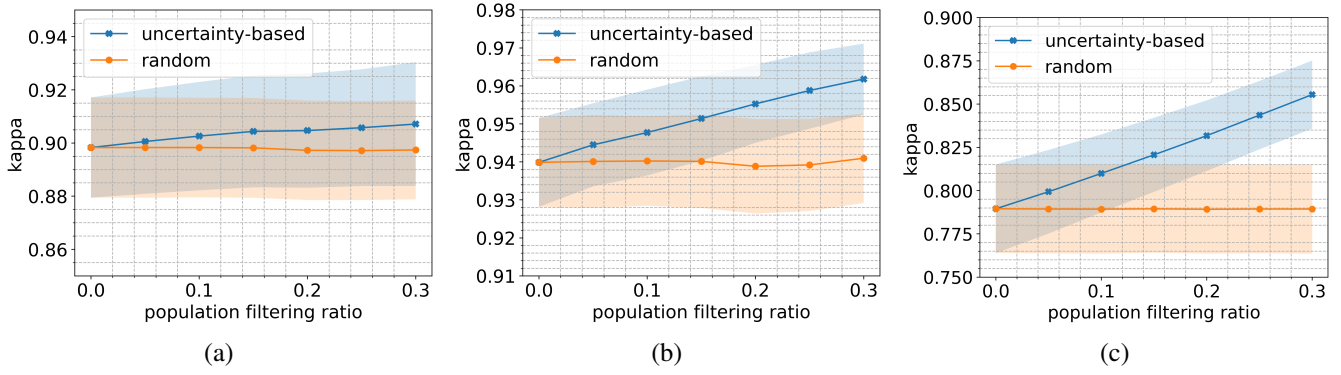 0.94
0.92
0.90
0.88
0.86
kappa
uncertainty-based
random
0.0 0.1 0.2 0.3
population filtering ratio
(a)
0.98
0.97
0.96
0.95
0.94
0.93
0.92
0.91
kappa
uncertainty-based
random
0.0 0.1 0.2 0.3
population filtering ratio
(b)
0.900
0.875
0.850
0.825
0.800
0.775
0.750
kappa
uncertainty-based
random
0.0 0.1 0.2 0.3
population filtering ratio
(c)